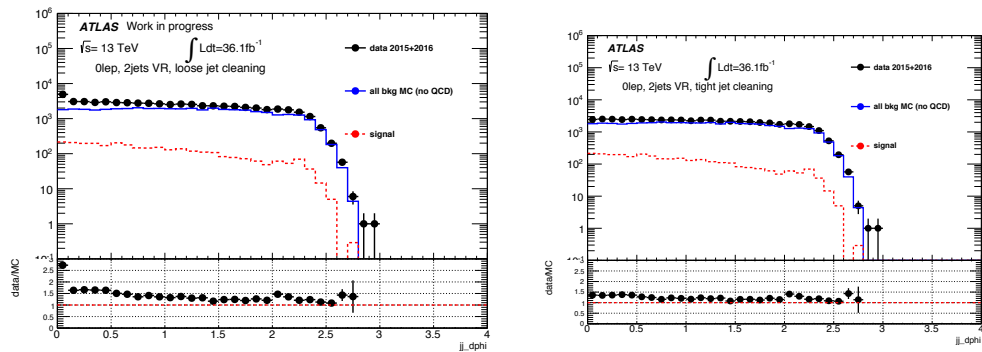 ATLAS Work in progress
√s= 13 TeV ∫ Ldt=36.1fb⁻¹
0lep, 2jets VR, loose jet cleaning
data 2015+2016
all bkg MC (no QCD)
signal
10⁶
10⁵
10⁴
10³
10²
10
1
data/MC
2.5
2
1.5
1
0.5
0
0 0.5 1 1.5 2 2.5 3 3.5 4
jj_dphi
ATLAS
√s= 13 TeV ∫ Ldt=36.1fb⁻¹
0lep, 2jets VR, tight jet cleaning
data 2015+2016
all bkg MC (no QCD)
signal
10⁶
10⁵
10⁴
10³
10²
10
1
data/MC
2.5
2
1.5
1
0.5
0
0 0.5 1 1.5 2 2.5 3 3.5 4
jj_dphi